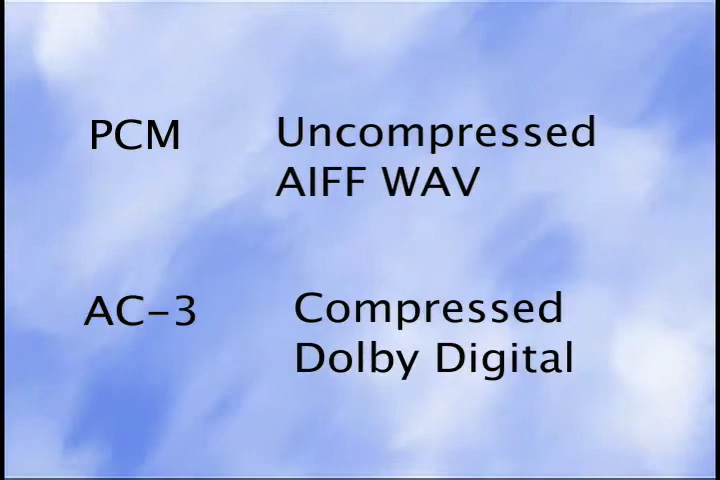 PCM Uncompressed
AIFF WAV
AC-3 Compressed
Dolby Digital